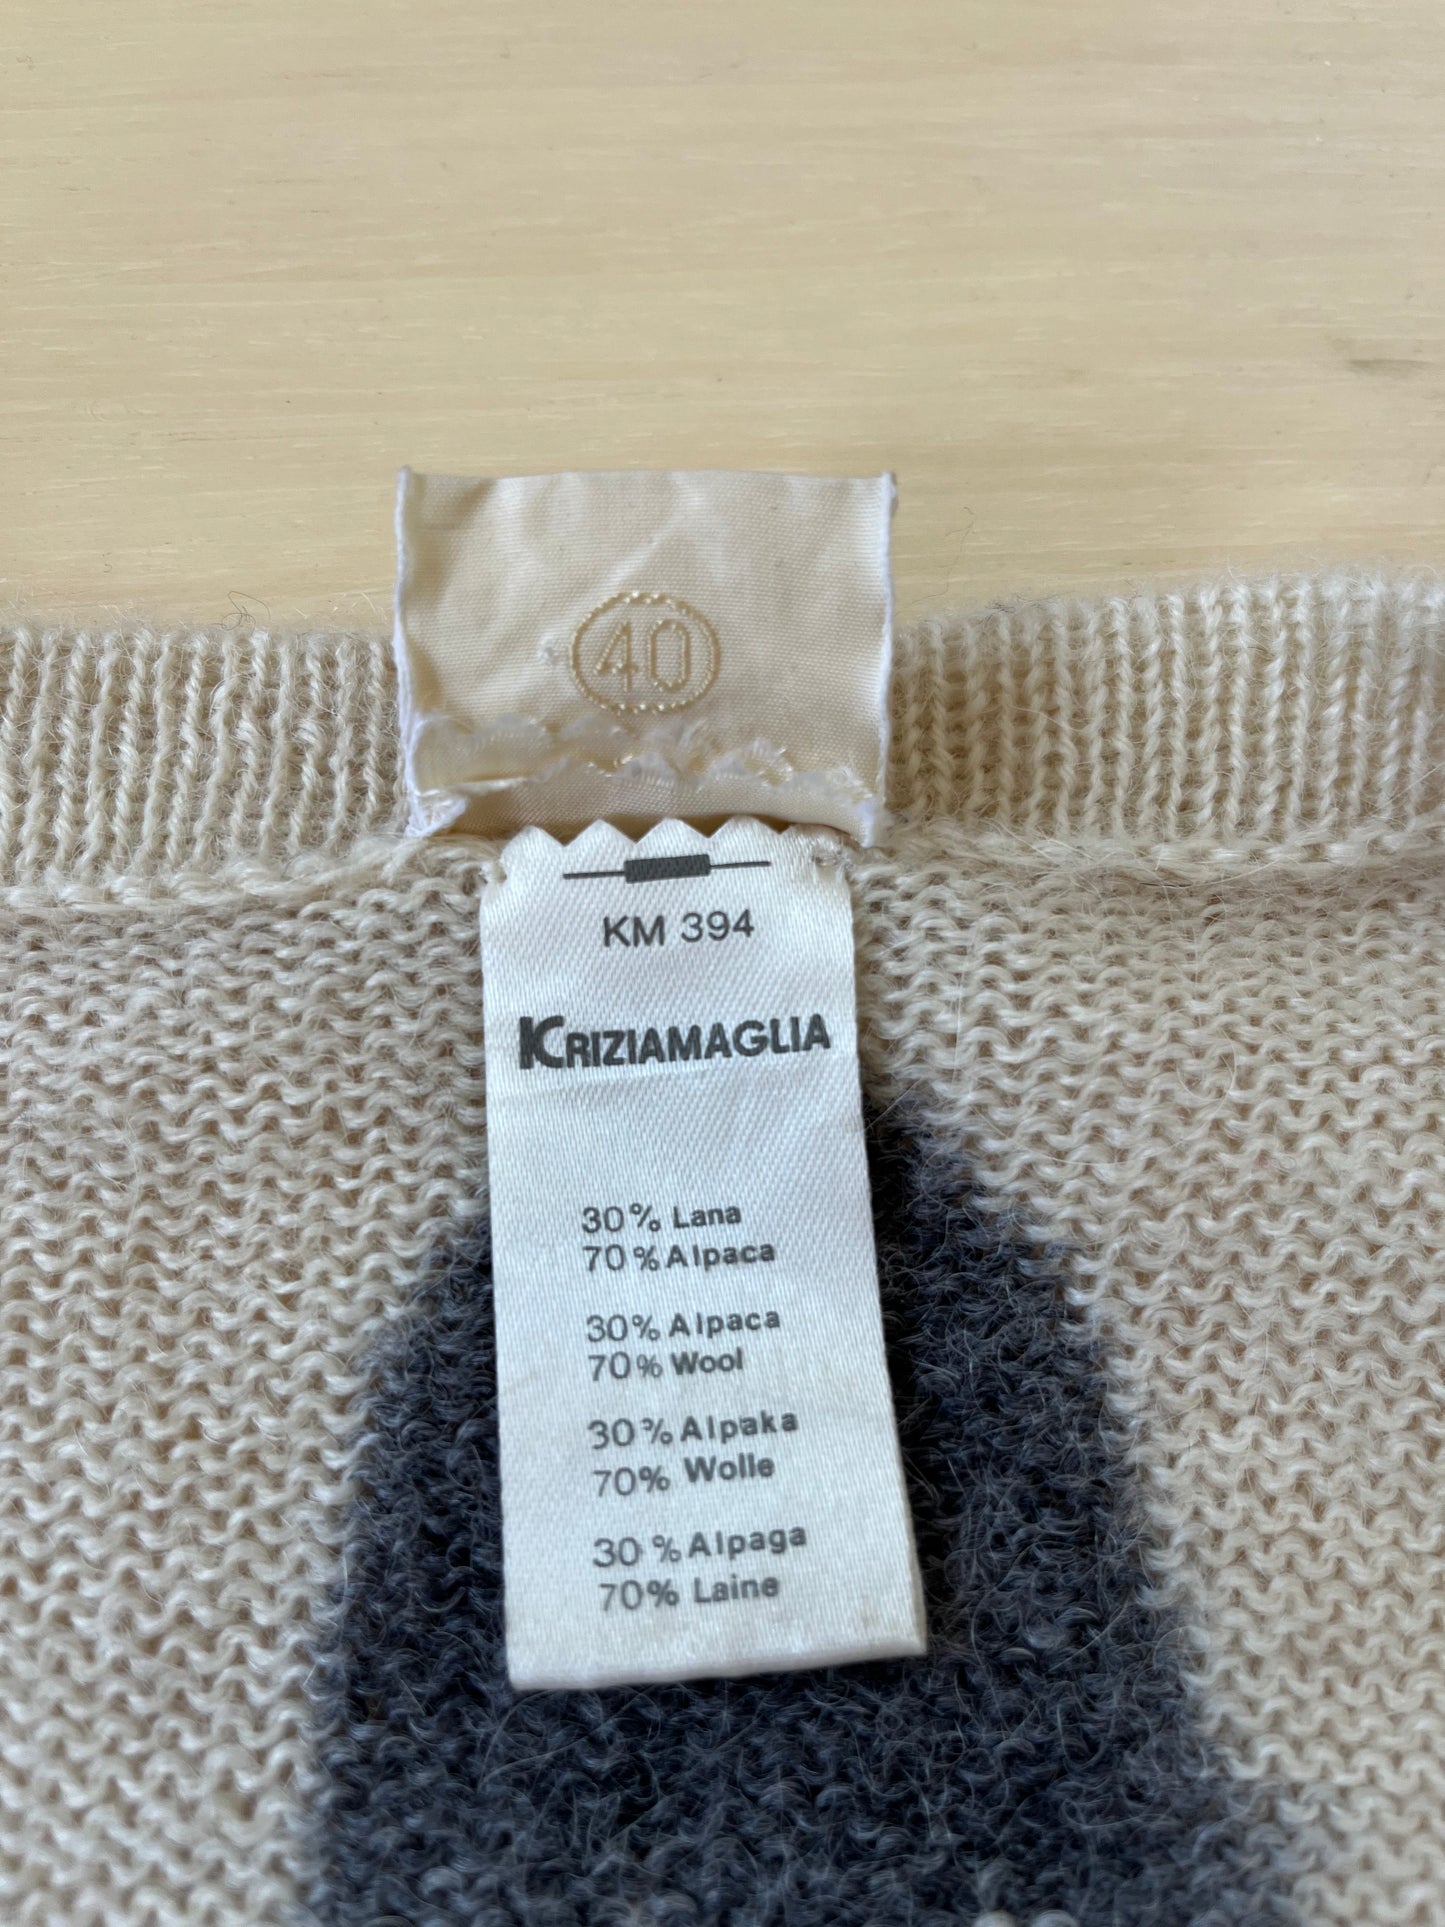 40
KM 394
KRIZIAMAGLIA
30% Lana
70% Alpaca
30% Alpaca
70% Wool
30% Alpaka
70% Wolle
30% Alpaga
70% Laine